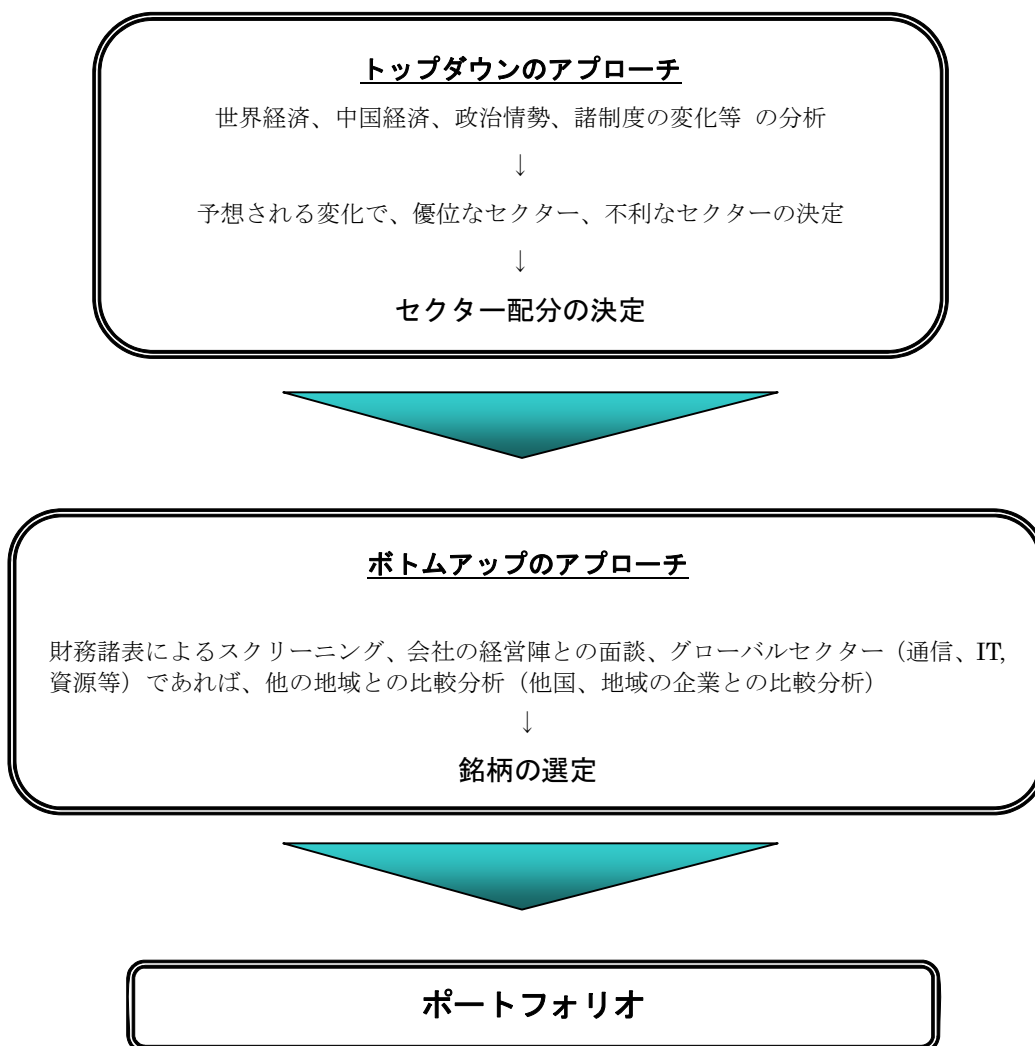 トップダウンのアプローチ
世界経済、中国経済、政治情勢、諸制度の変化等 の分析
↓
予想される変化で、優位なセクター、不利なセクターの決定
↓
セクター配分の決定
ボトムアップのアプローチ
財務諸表によるスクリーニング、会社の経営陣との面談、グローバルセクター（通信、IT,
資源等）であれば、他の地域との比較分析（他国、地域の企業との比較分析）
↓
銘柄の選定
ポートフォリオ